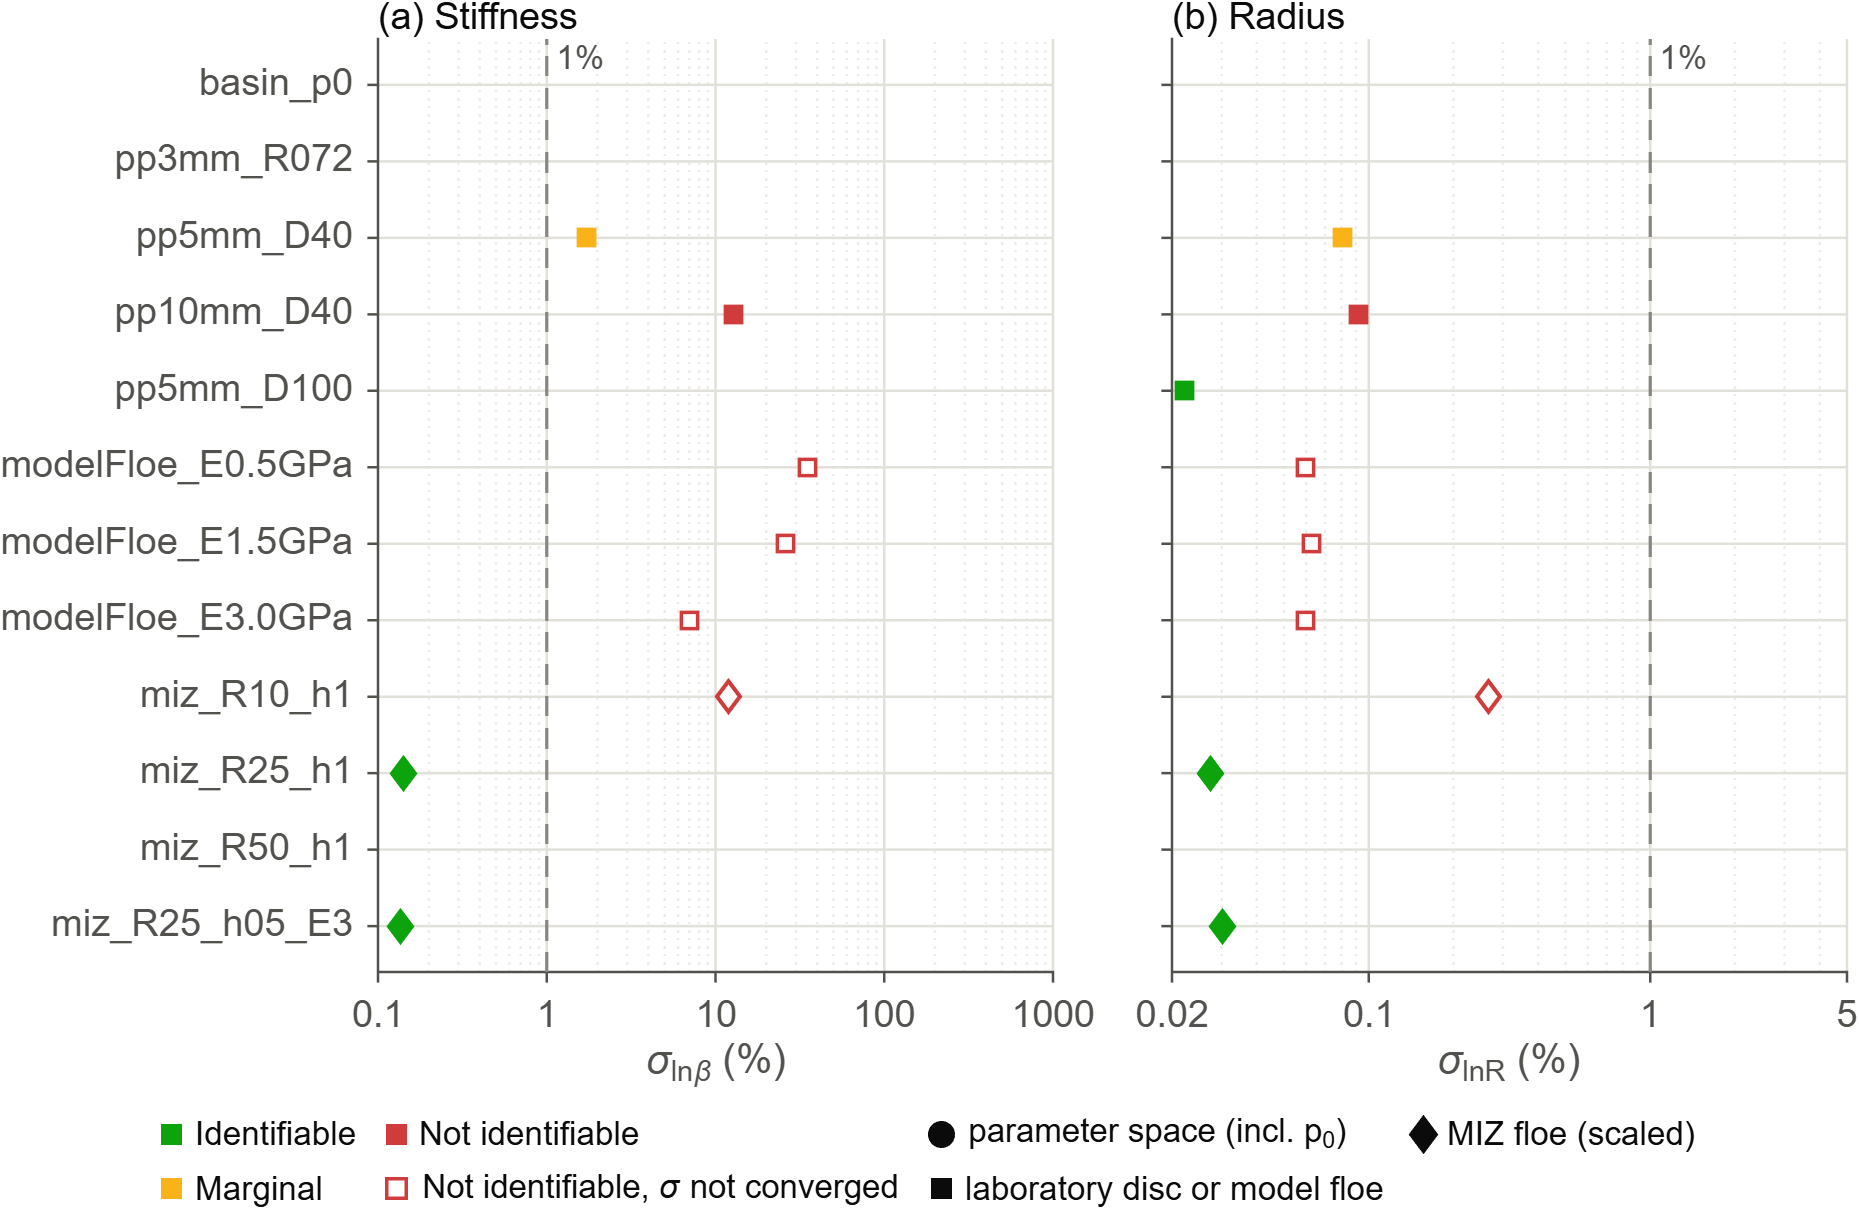 (a) Stiffness
(b) Radius
1%
1%
basin_p0
pp3mm_R072
pp5mm_D40
pp10mm_D40
pp5mm_D100
modelFloe_E0.5GPa
modelFloe_E1.5GPa
modelFloe_E3.0GPa
miz_R10_h1
miz_R25_h1
miz_R50_h1
miz_R25_h05_E3
0.1 1 10 100 1000
0.02 0.1 1 5
σlnβ (%)
σlnR (%)
Identifiable
Not identifiable
parameter space (incl. p0)
MIZ floe (scaled)
Marginal
Not identifiable, σ not converged
laboratory disc or model floe